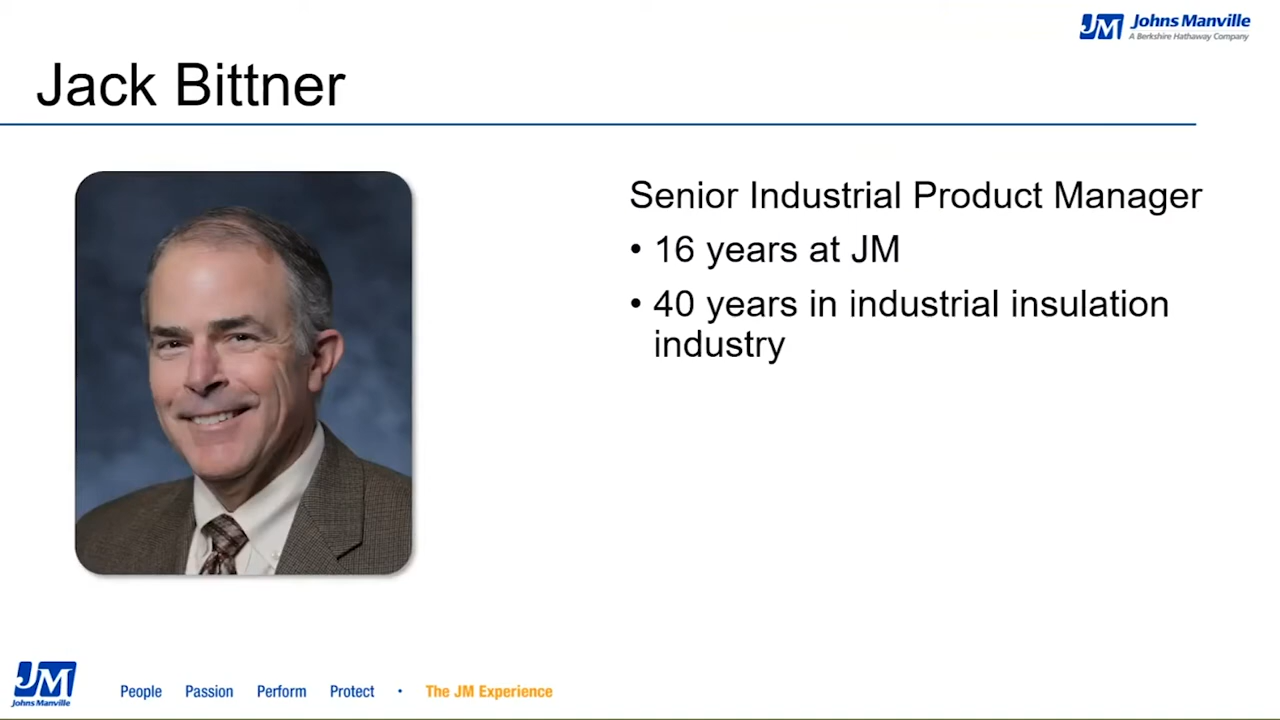 JM Johns Manville
A Berkshire Hathaway Company
Jack Bittner
Senior Industrial Product Manager
• 16 years at JM
• 40 years in industrial insulation
industry
JM
Johns Manville
People Passion Perform Protect • The JM Experience